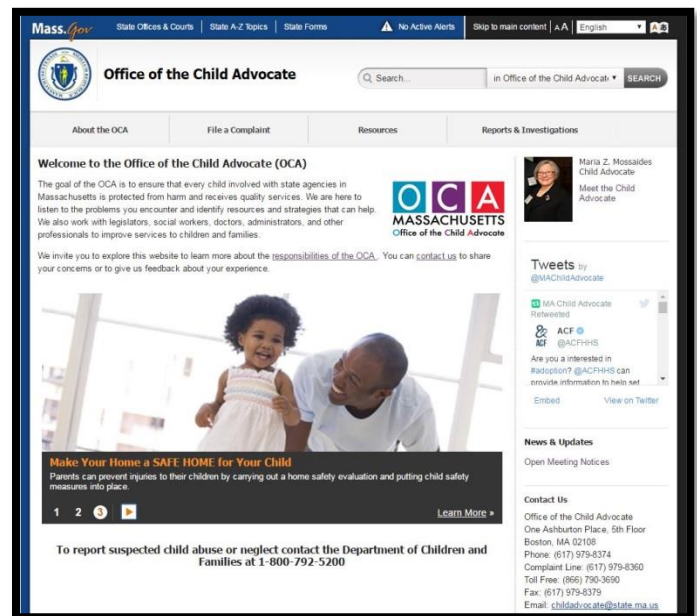 Mass.Gov
State Offices & Courts State A-Z Topics State Forms No Active Alerts Skip to main content AA English
Office of the Child Advocate
Search... in Office of the Child Advocate SEARCH
About the OCA File a Complaint Resources Reports & Investigations
Welcome to the Office of the Child Advocate (OCA)
The goal of the OCA is to ensure that every child involved with state agencies in
Massachusetts is protected from harm and receives quality services. We are here to
listen to the problems you encounter and identify resources and strategies that can help.
We also work with legislators, social workers, doctors, administrators, and other
professionals to improve services to children and families.
OCA
MASSACHUSETTS
Office of the Child Advocate
We invite you to explore this website to learn more about the responsibilities of the OCA . You can contact us to share
your concerns or to give us feedback about your experience.
Make Your Home a SAFE HOME for Your Child
Parents can prevent injuries to their children by carrying out a home safety evaluation and putting child safety
measures into place.
1 2 3 Learn More »
To report suspected child abuse or neglect contact the Department of Children and
Families at 1-800-792-5200
Maria Z. Mossaides
Child Advocate
Meet the Child
Advocate
Tweets by
@MAChildAdvocate
MA Child Advocate
Retweeted
ACF
ACF
@ACFHHS
Are you a interested in
#adoption? @ACFHHS can
provide information to help set
Embed View on Twitter
News & Updates
Open Meeting Notices
Contact Us
Office of the Child Advocate
One Ashburton Place, 5th Floor
Boston, MA 02108
Phone: (617) 979-8374
Complaint Line: (617) 979-8360
Toll Free: (866) 790-3690
Fax: (617) 979-8379
Email: childadvocate@state.ma.us